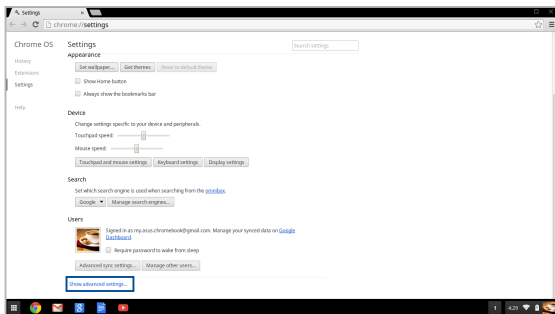 Settings
chrome://settings
Chrome OS
Settings
Search settings
History
Extensions
Settings
Help
Appearance
Set wallpaper... Get themes Reset to default theme
Show Home button
Always show the bookmarks bar
Device
Change settings specific to your device and peripherals.
Touchpad speed:
Mouse speed:
Touchpad and mouse settings Keyboard settings Display settings
Search
Set which search engine is used when searching from the omnibox.
Google Manage search engines...
Users
Signed in as my.asus.chromebook@gmail.com. Manage your synced data on Google
Dashboard.
Require password to wake from sleep
Advanced sync settings... Manage other users...
Show advanced settings...
8
1 4:29